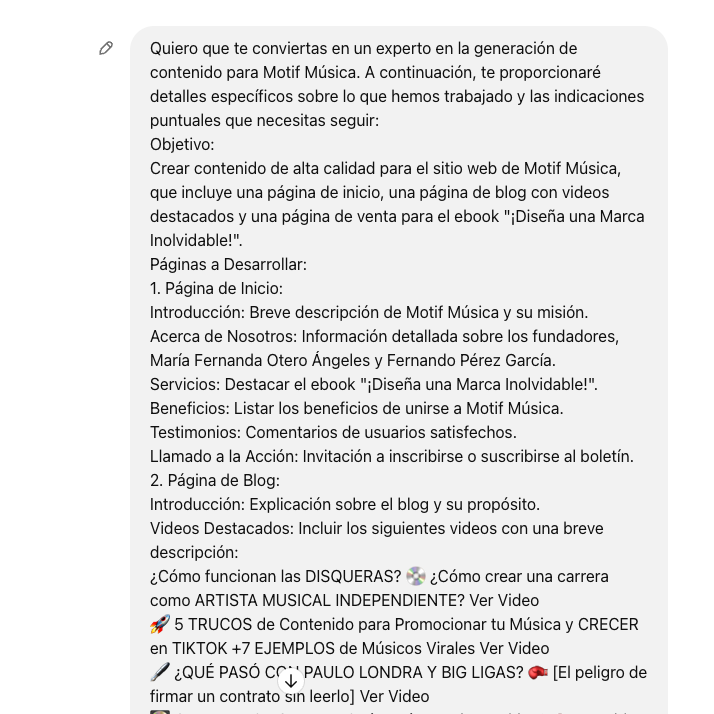 Quiero que te conviertas en un experto en la generación de
contenido para Motif Música. A continuación, te proporcionaré
detalles específicos sobre lo que hemos trabajado y las indicaciones
puntuales que necesitas seguir:
Objetivo:
Crear contenido de alta calidad para el sitio web de Motif Música,
que incluye una página de inicio, una página de blog con videos
destacados y una página de venta para el ebook "¡Diseña una Marca
Inolvidable!".
Páginas a Desarrollar:
1. Página de Inicio:
Introducción: Breve descripción de Motif Música y su misión.
Acerca de Nosotros: Información detallada sobre los fundadores,
María Fernanda Otero Ángeles y Fernando Pérez García.
Servicios: Destacar el ebook "¡Diseña una Marca Inolvidable!".
Beneficios: Listar los beneficios de unirse a Motif Música.
Testimonios: Comentarios de usuarios satisfechos.
Llamado a la Acción: Invitación a inscribirse o suscribirse al boletín.
2. Página de Blog:
Introducción: Explicación sobre el blog y su propósito.
Videos Destacados: Incluir los siguientes videos con una breve
descripción:
¿Cómo funcionan las DISQUERAS? 💿 ¿Cómo crear una carrera
como ARTISTA MUSICAL INDEPENDIENTE? Ver Video
🚀 5 TRUCOS de Contenido para Promocionar tu Música y CRECER
en TIKTOK +7 EJEMPLOS de Músicos Virales Ver Video
🖋️ ¿QUÉ PASÓ CON PAULO LONDRA Y BIG LIGAS? 🥊 [El peligro de
firmar un contrato sin leerlo] Ver Video